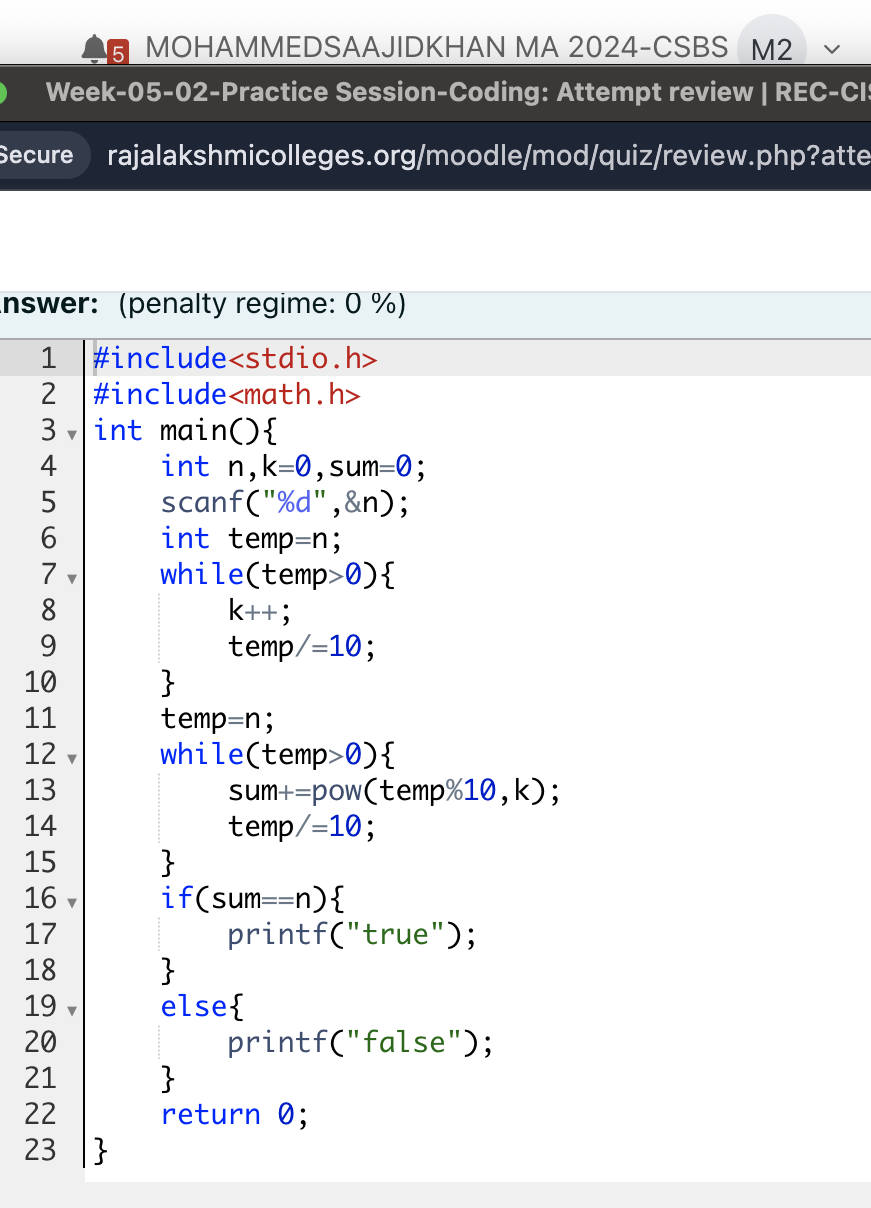 5 MOHAMMEDSAAJIDKHAN MA 2024-CSBS M2
Week-05-02-Practice Session-Coding: Attempt review | REC-CI
Secure rajalakshmicolleges.org/moodle/mod/quiz/review.php?atte
nswer: (penalty regime: 0 %)
1 #include<stdio.h>
2 #include<math.h>
3 int main(){
4     int n,k=0,sum=0;
5     scanf("%d",&n);
6     int temp=n;
7     while(temp>0){
8         k++;
9         temp/=10;
10     }
11     temp=n;
12     while(temp>0){
13         sum+=pow(temp%10,k);
14         temp/=10;
15     }
16     if(sum==n){
17         printf("true");
18     }
19     else{
20         printf("false");
21     }
22     return 0;
23 }